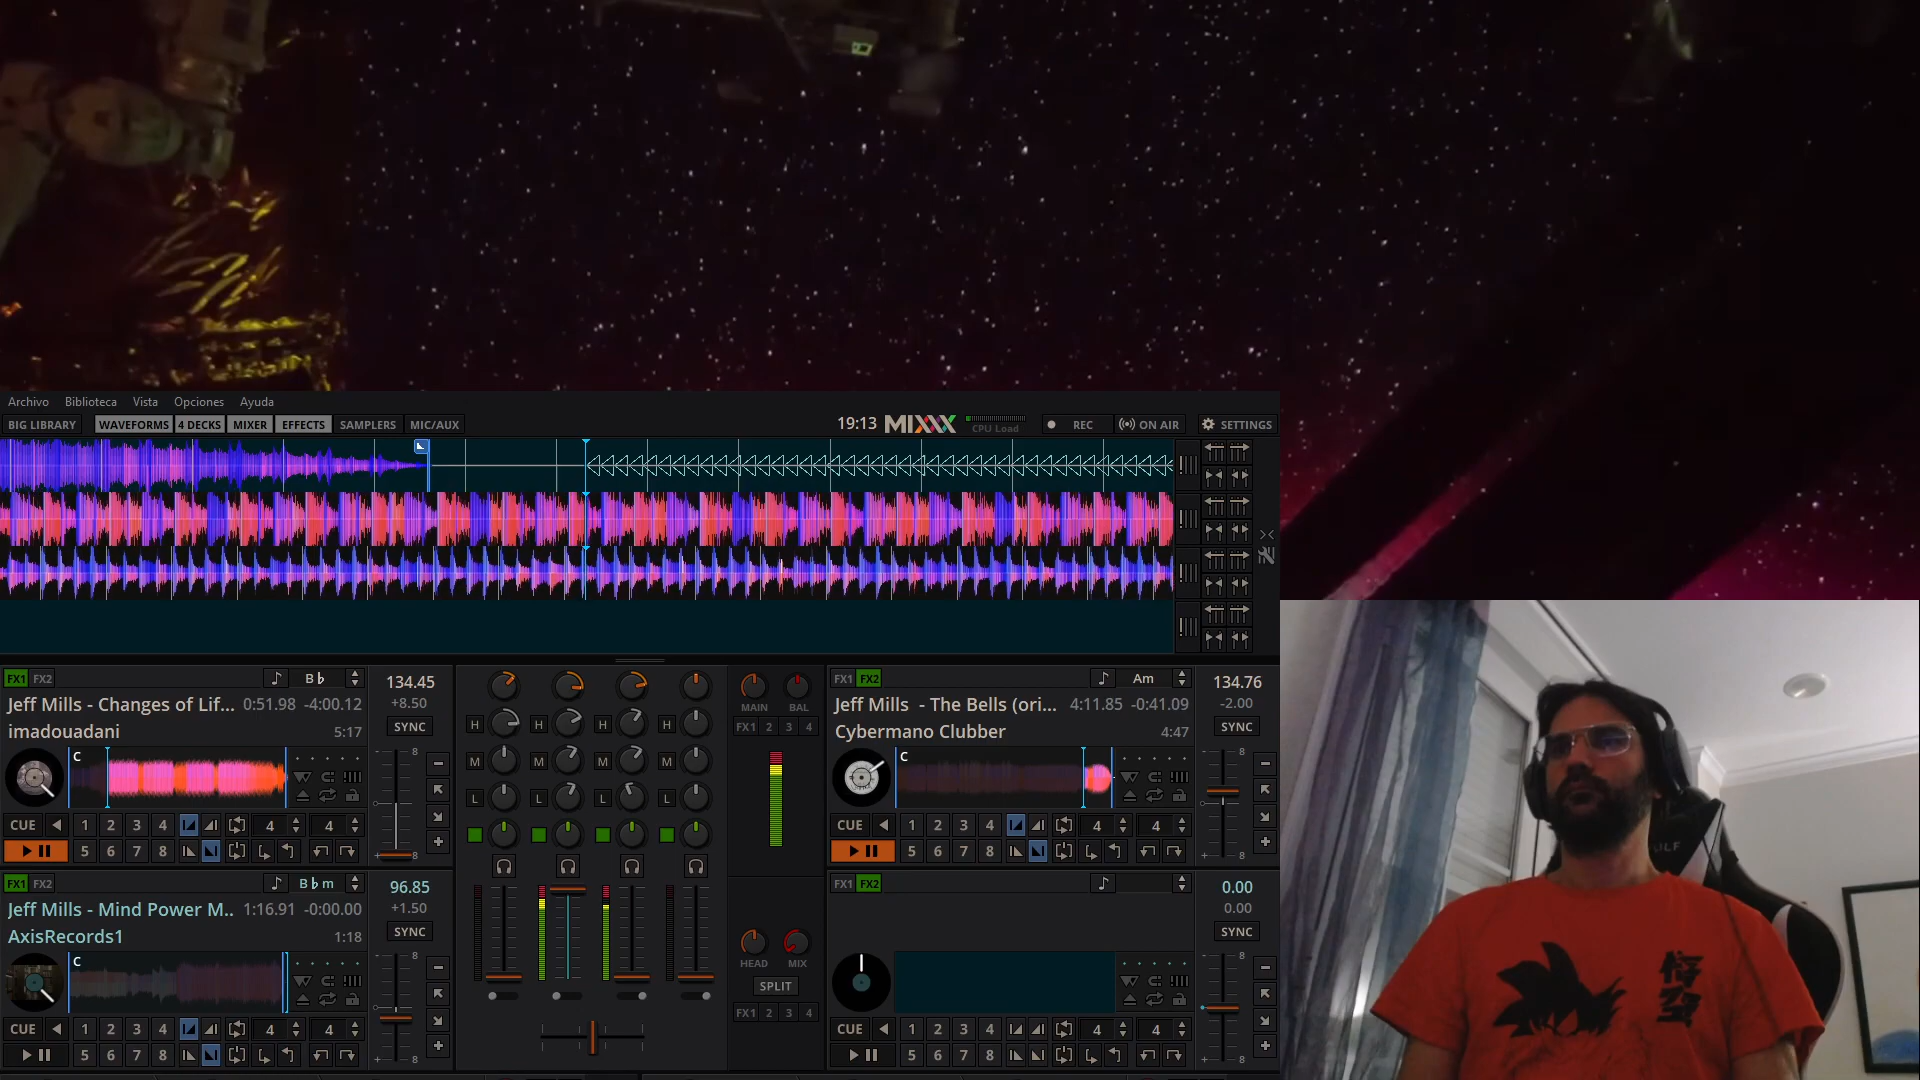 Archivo Biblioteca Vista Opciones Ayuda
BIG LIBRARY WAVEFORMS 4 DECKS MIXER EFFECTS SAMPLERS MIC/AUX 19:13 MIXXX CPU Load REC ON AIR SETTINGS
FX1 FX2 B♭ 134.45
Jeff Mills - Changes of Lif... 0:51.98 -4:00.12 +8.50
imadouadani 5:17 SYNC
C 8
CUE 1 2 3 4 4 4
5 6 7 8 8
FX1 FX2 B♭m 96.85
Jeff Mills - Mind Power M.. 1:16.91 -0:00.00 +1.50
AxisRecords1 1:18 SYNC
C 8
CUE 1 2 3 4 4 4
5 6 7 8 8
H H H H
M M M M
L L L L
MAIN BAL
FX1 2 3 4
HEAD MIX
SPLIT
FX1 2 3 4
FX1 FX2 Am 134.76
Jeff Mills - The Bells (ori... 4:11.85 -0:41.09 -2.00
Cybermano Clubber 4:47 SYNC
C 8
CUE 1 2 3 4 4 4
5 6 7 8 8
FX1 FX2 0.00
0.00
SYNC
8
CUE 1 2 3 4 4 4
5 6 7 8 8